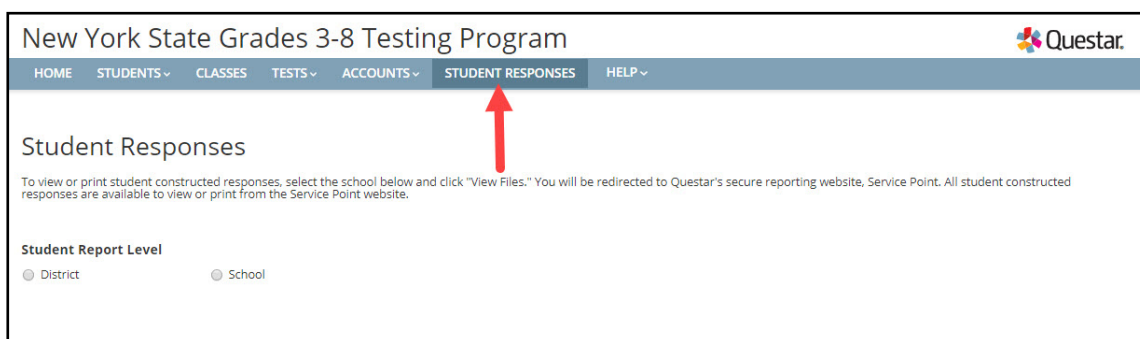 New York State Grades 3-8 Testing Program
Questar.
HOME STUDENTS CLASSES TESTS ACCOUNTS STUDENT RESPONSES HELP
Student Responses
To view or print student constructed responses, select the school below and click "View Files." You will be redirected to Questar's secure reporting website, Service Point. All student constructed
responses are available to view or print from the Service Point website.
Student Report Level
District School